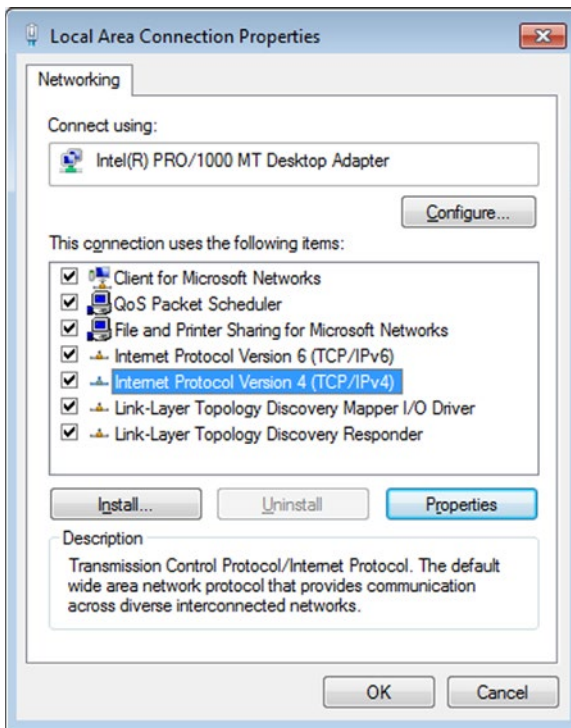 Local Area Connection Properties
Networking
Connect using:
Intel(R) PRO/1000 MT Desktop Adapter
Configure...
This connection uses the following items:
Client for Microsoft Networks
QoS Packet Scheduler
File and Printer Sharing for Microsoft Networks
Internet Protocol Version 6 (TCP/IPv6)
Internet Protocol Version 4 (TCP/IPv4)
Link-Layer Topology Discovery Mapper I/O Driver
Link-Layer Topology Discovery Responder
Install... Uninstall Properties
Description
Transmission Control Protocol/Internet Protocol. The default
wide area network protocol that provides communication
across diverse interconnected networks.
OK Cancel